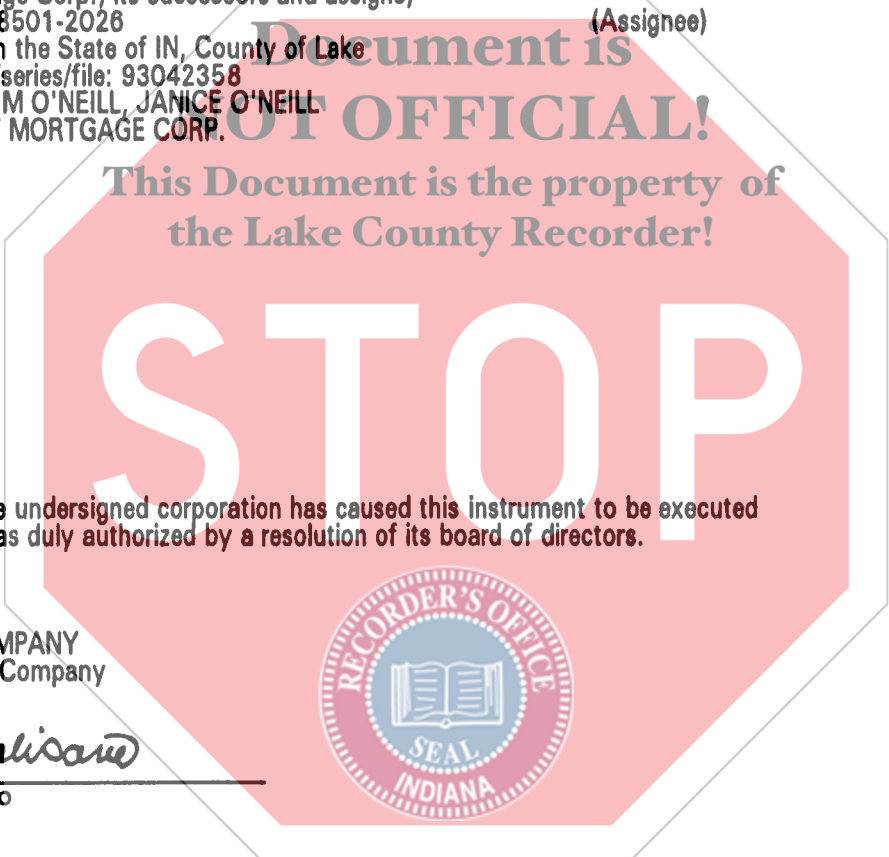 8501-2026 (Assignee)
the State of IN, County of Lake
series/file: 93042358
M O'NEILL, JANICE O'NEILL
MORTGAGE CORP.
Document is
NOT OFFICIAL!
This Document is the property of
the Lake County Recorder!
STOP
undersigned corporation has caused this instrument to be executed
as duly authorized by a resolution of its board of directors.
MPANY
Company
RECORDER'S OFFICE
SEAL
INDIANA